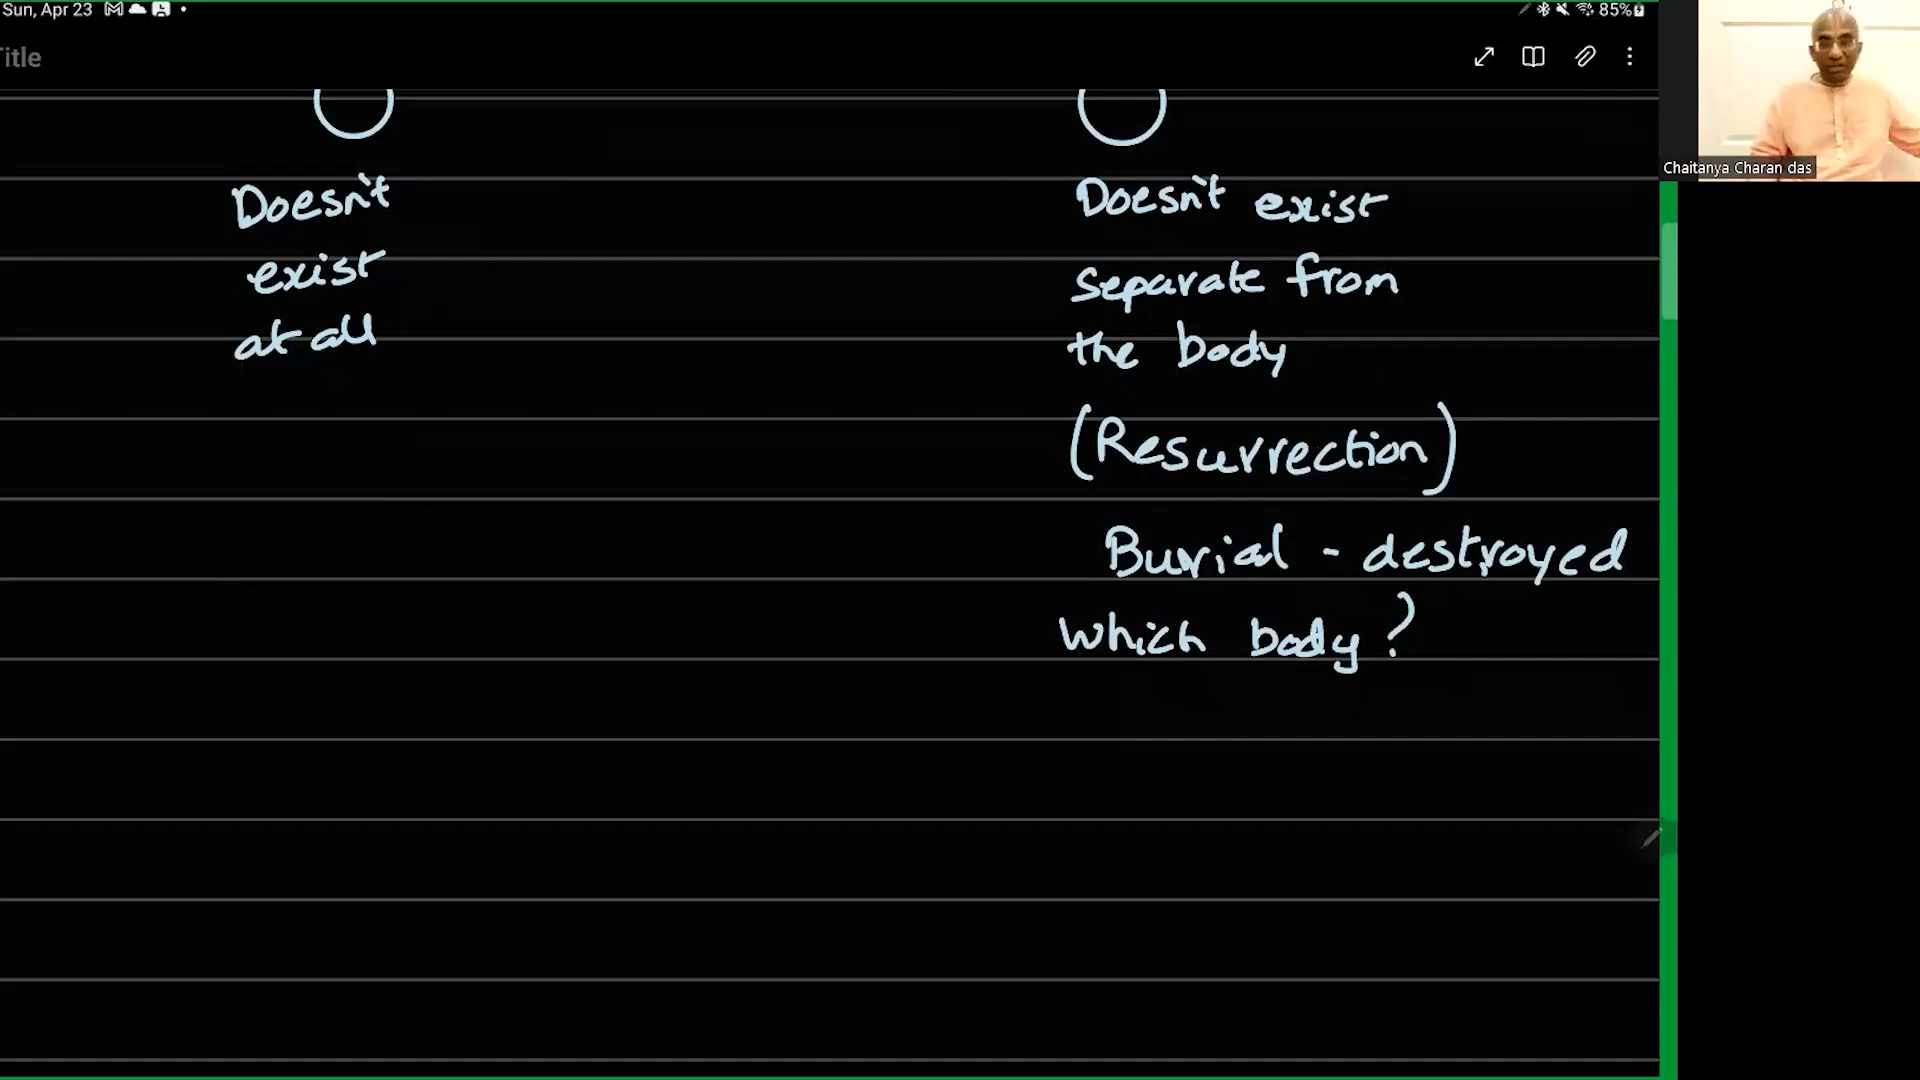 Sun, Apr 23
85%
Title
Doesn't
exist
at all
Doesn't exist
separate from
the body
(Resurrection)
Burial - destroyed
Which body?
Chaitanya Charan das